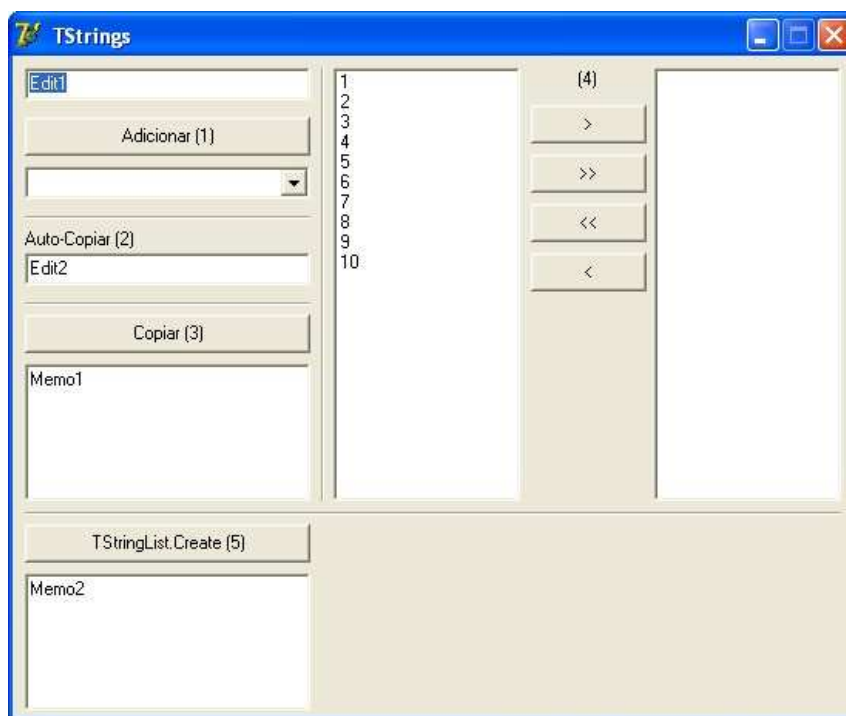 TStrings
Edit1
Adicionar (1)
Auto-Copiar (2)
Edit2
Copiar (3)
Memo1
1
2
3
4
5
6
7
8
9
10
(4)
>
>>
<<
<
TStringList.Create (5)
Memo2